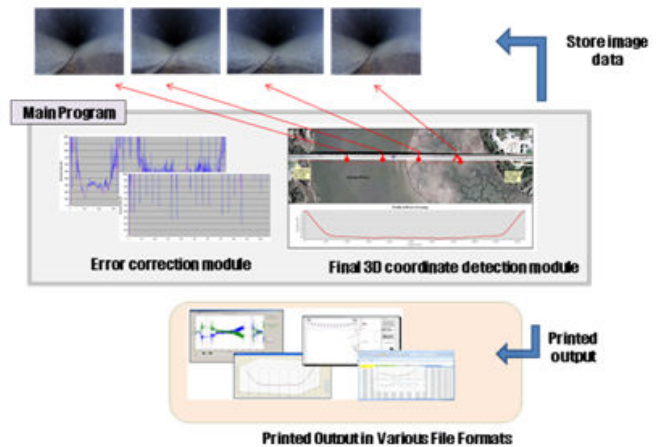 Store image
data
Main Program
Error correction module
Final 3D coordinate detection module
Printed
output
Printed Output in Various File Formats